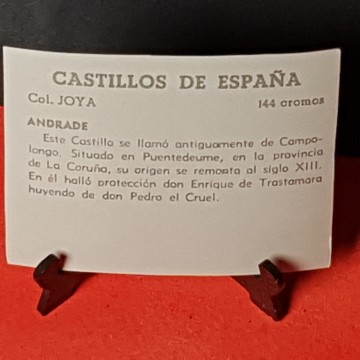 CASTILLOS DE ESPAÑA
Col. JOYA 144 cromos
ANDRADE
Este Castillo se llamó antiguamente de Campo-
longo. Situado en Puentedeume, en la provincia
de La Coruña, su origen se remonta al siglo XIII.
En él halló protección don Enrique de Trastamara
huyendo de don Pedro el Cruel.